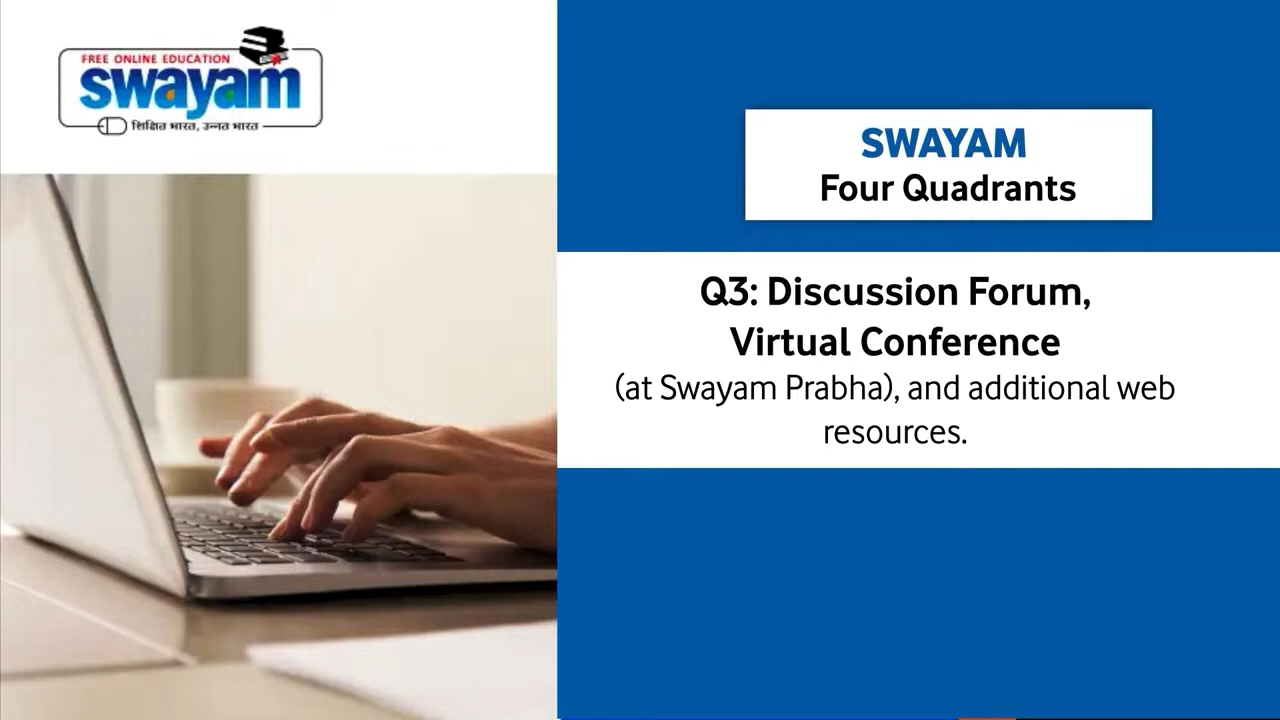 FREE ONLINE EDUCATION
swayam
शिक्षित भारत, उन्नत भारत
SWAYAM
Four Quadrants
Q3: Discussion Forum,
Virtual Conference
(at Swayam Prabha), and additional web
resources.